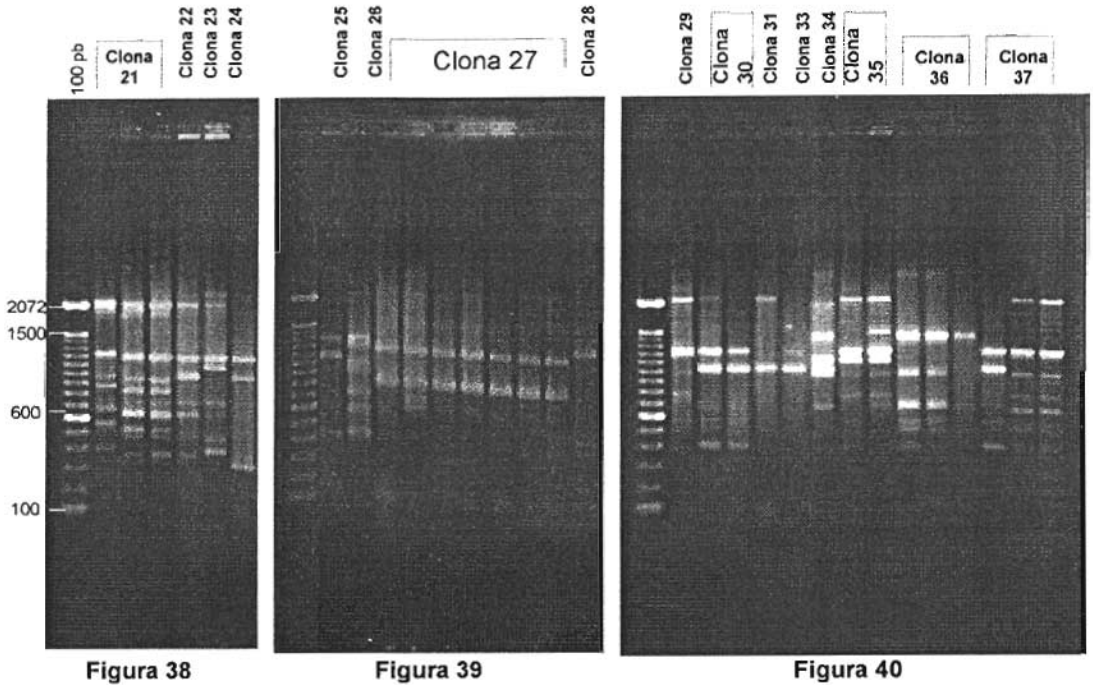 100 pb
Clona
21
Clona 22
Clona 23
Clona 24
2072
1500
600
100
Figura 38
Clona 25
Clona 26
Clona 27
Clona 28
Figura 39
Clona 29
Clona
30
Clona 31
Clona 33
Clona 34
Clona
35
Clona
36
Clona
37
Figura 40